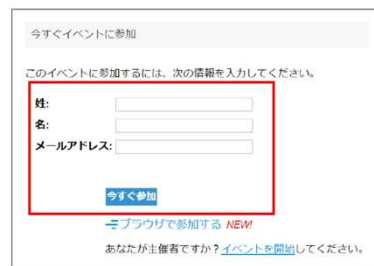 今すぐイベントに参加
このイベントに参加するには、次の情報を入力してください。
姓:
名:
メールアドレス:
今すぐ参加
ブラウザで参加する NEW!
あなたが主催者ですか？イベントを開始してください。